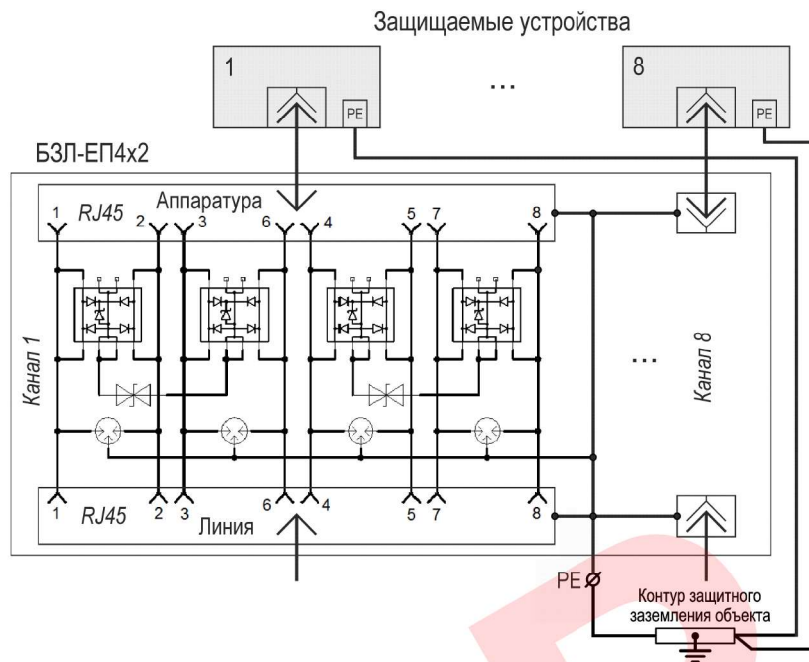 Защищаемые устройства
1
8
...
PE
PE
БЗЛ-ЕП4х2
RJ45
Аппаратура
1 2 3 6 4 5 7 8
Канал 1
...
Канал 8
1 2 3 6 4 5 7 8
RJ45
Линия
PE
Контур защитного
заземления объекта